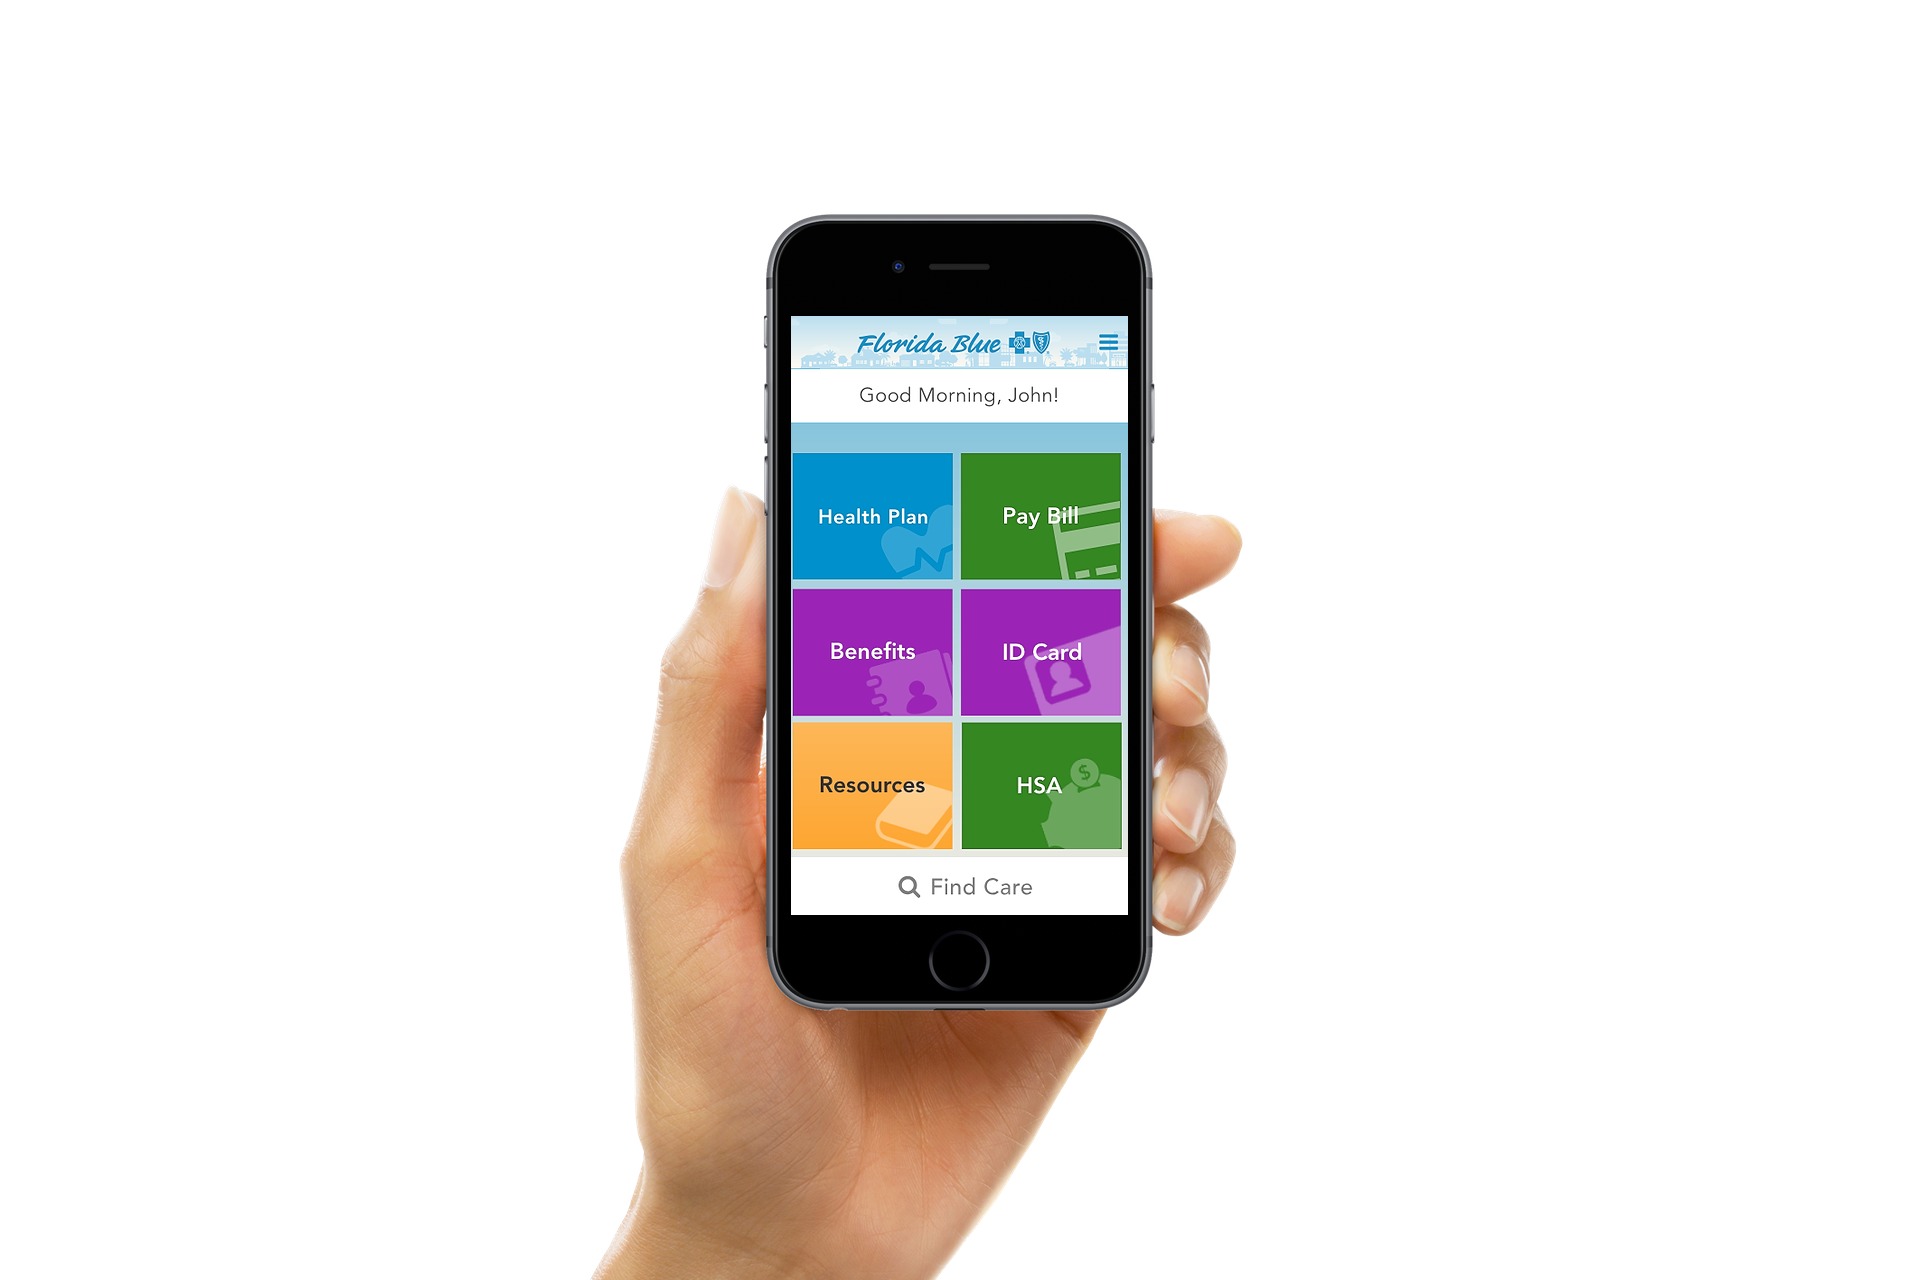 Florida Blue
Good Morning, John!
Health Plan
Pay Bill
Benefits
ID Card
Resources
HSA
$
Find Care